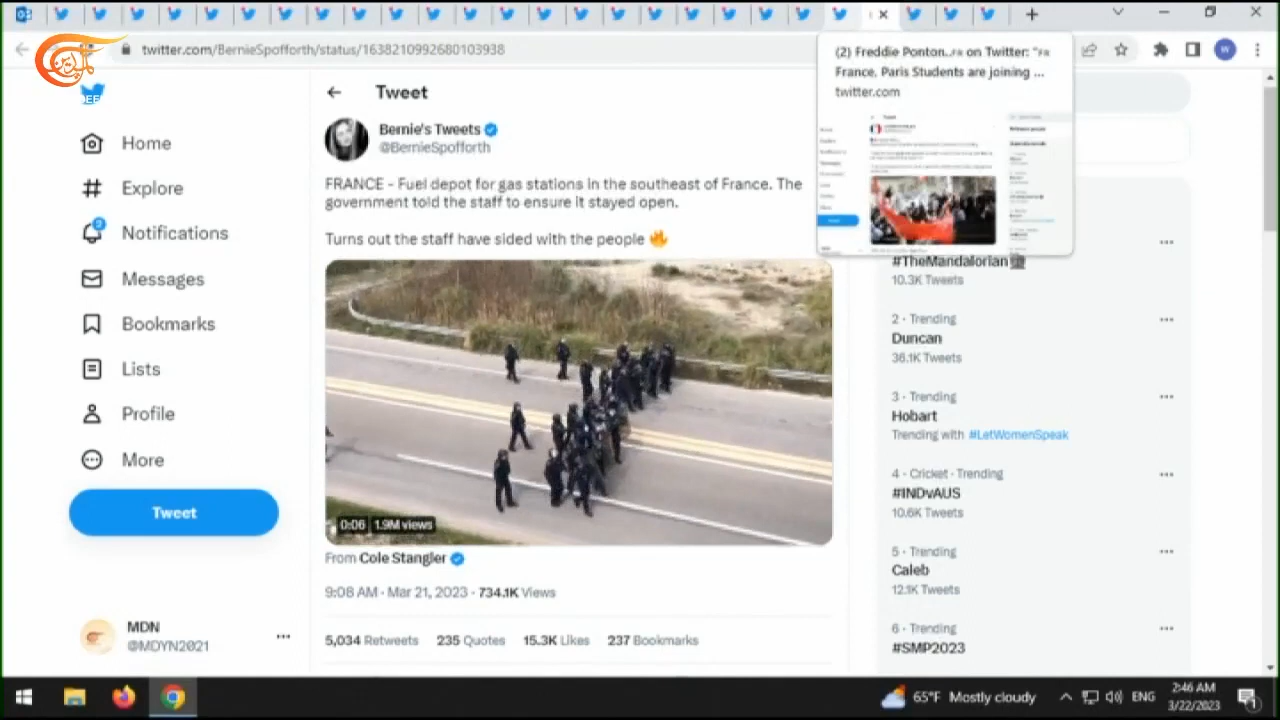 twitter.com/BernieSpofforth/status/1638210992680103938
(2) Freddie Ponton..FR on Twitter: "FR
France, Paris Students are joining ...
twitter.com
Tweet
Home
Explore
Notifications
Messages
Bookmarks
Lists
Profile
More
Tweet
MDN
@MDYN2021
Bernie's Tweets
@BernieSpofforth
FRANCE - Fuel depot for gas stations in the southeast of France. The
government told the staff to ensure it stayed open.
Turns out the staff have sided with the people 🔥
0:06 1.9M views
From Cole Stangler
9:08 AM · Mar 21, 2023 · 734.1K Views
5,034 Retweets 235 Quotes 15.3K Likes 237 Bookmarks
#TheMandalorian
10.3K Tweets
2 · Trending
Duncan
36.1K Tweets
3 · Trending
Hobart
Trending with #LetWomenSpeak
4 · Cricket · Trending
#INDvAUS
10.6K Tweets
5 · Trending
Caleb
12.1K Tweets
6 · Trending
#SMP2023
65°F Mostly cloudy
ENG
2:46 AM
3/22/2023